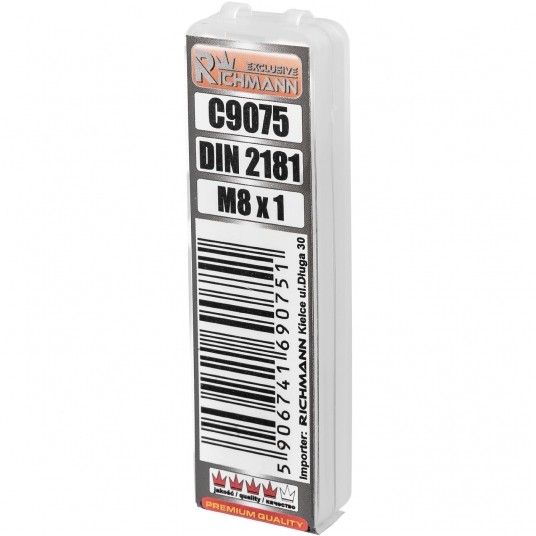 EXCLUSIVE
RICHMANN
C9075
DIN 2181
M8 x 1
5 906741 690751
Importer: RICHMANN Kielce ul.Długa 30
jakość / quality / качество
PREMIUM QUALITY